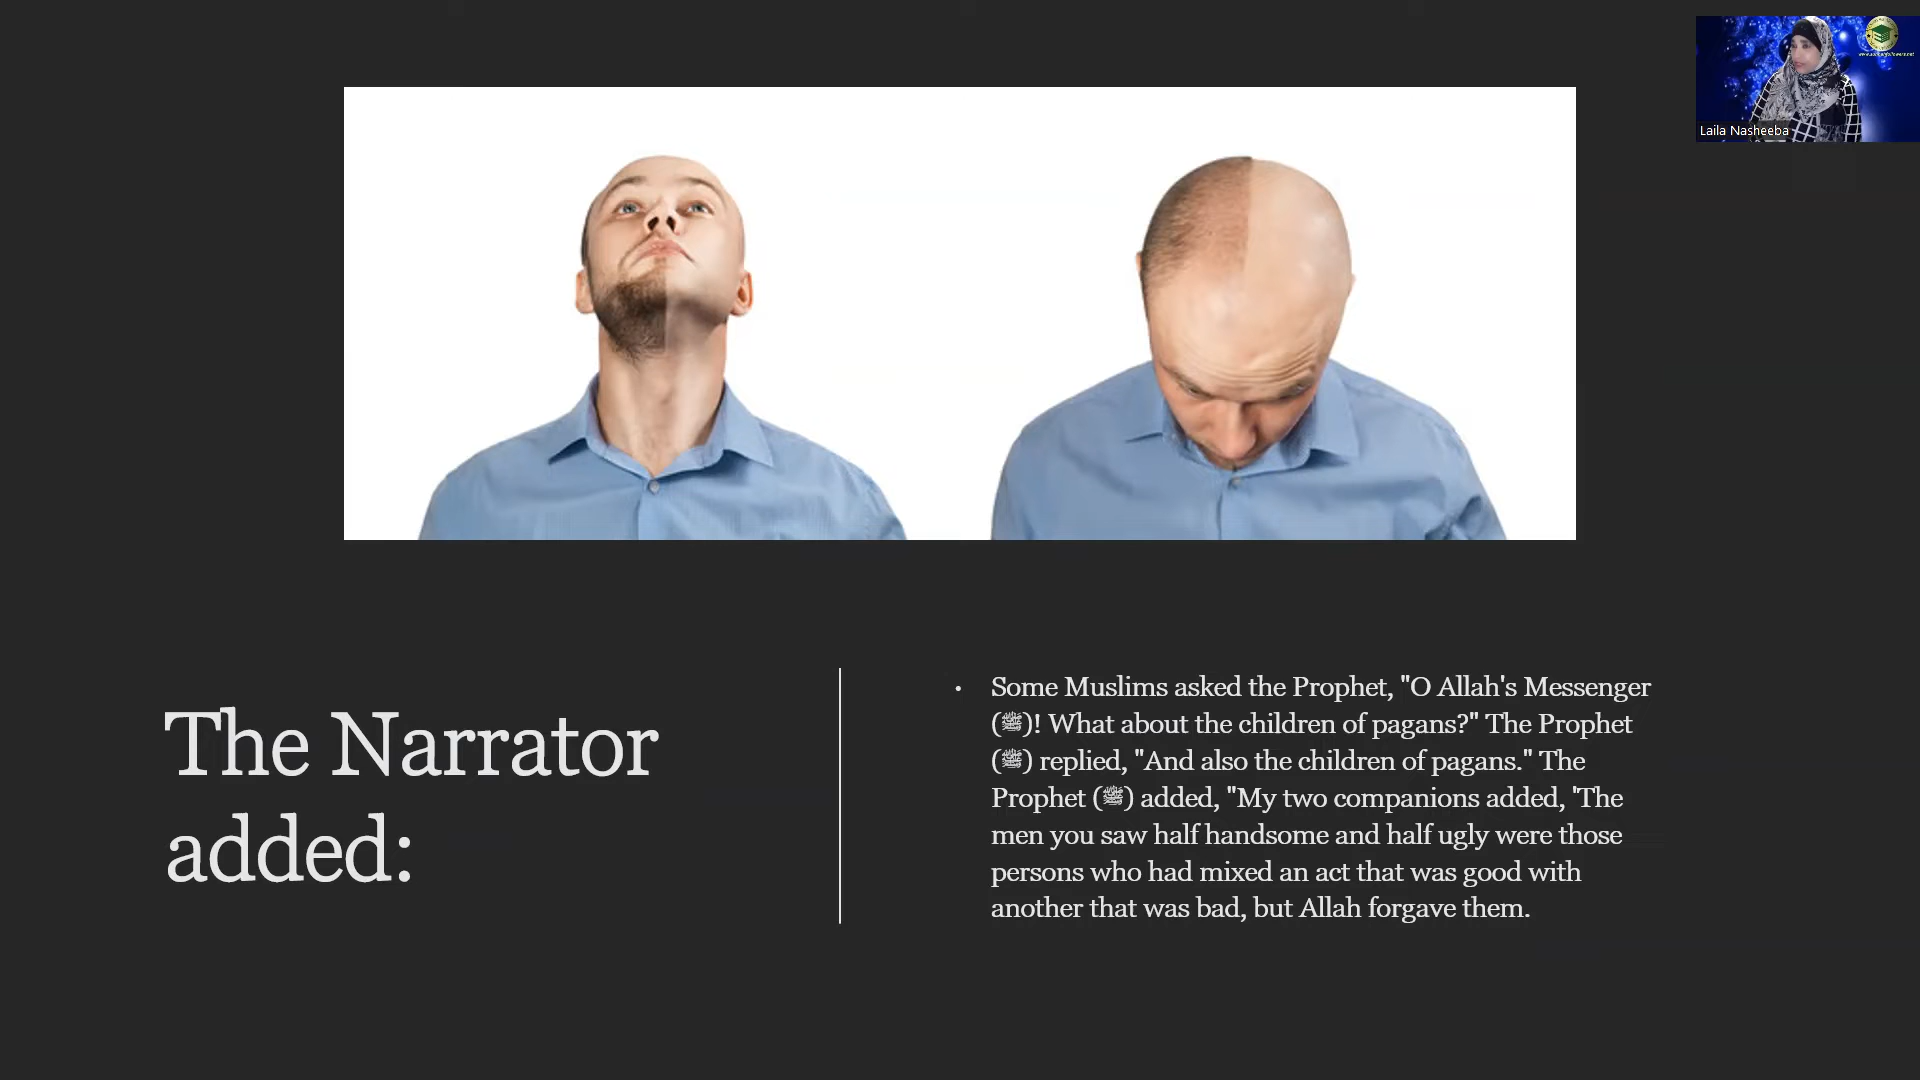 Laila Nasheeba
The Narrator
added:
• Some Muslims asked the Prophet, "O Allah's Messenger
(ﷺ)! What about the children of pagans?" The Prophet
(ﷺ) replied, "And also the children of pagans." The
Prophet (ﷺ) added, "My two companions added, 'The
men you saw half handsome and half ugly were those
persons who had mixed an act that was good with
another that was bad, but Allah forgave them.